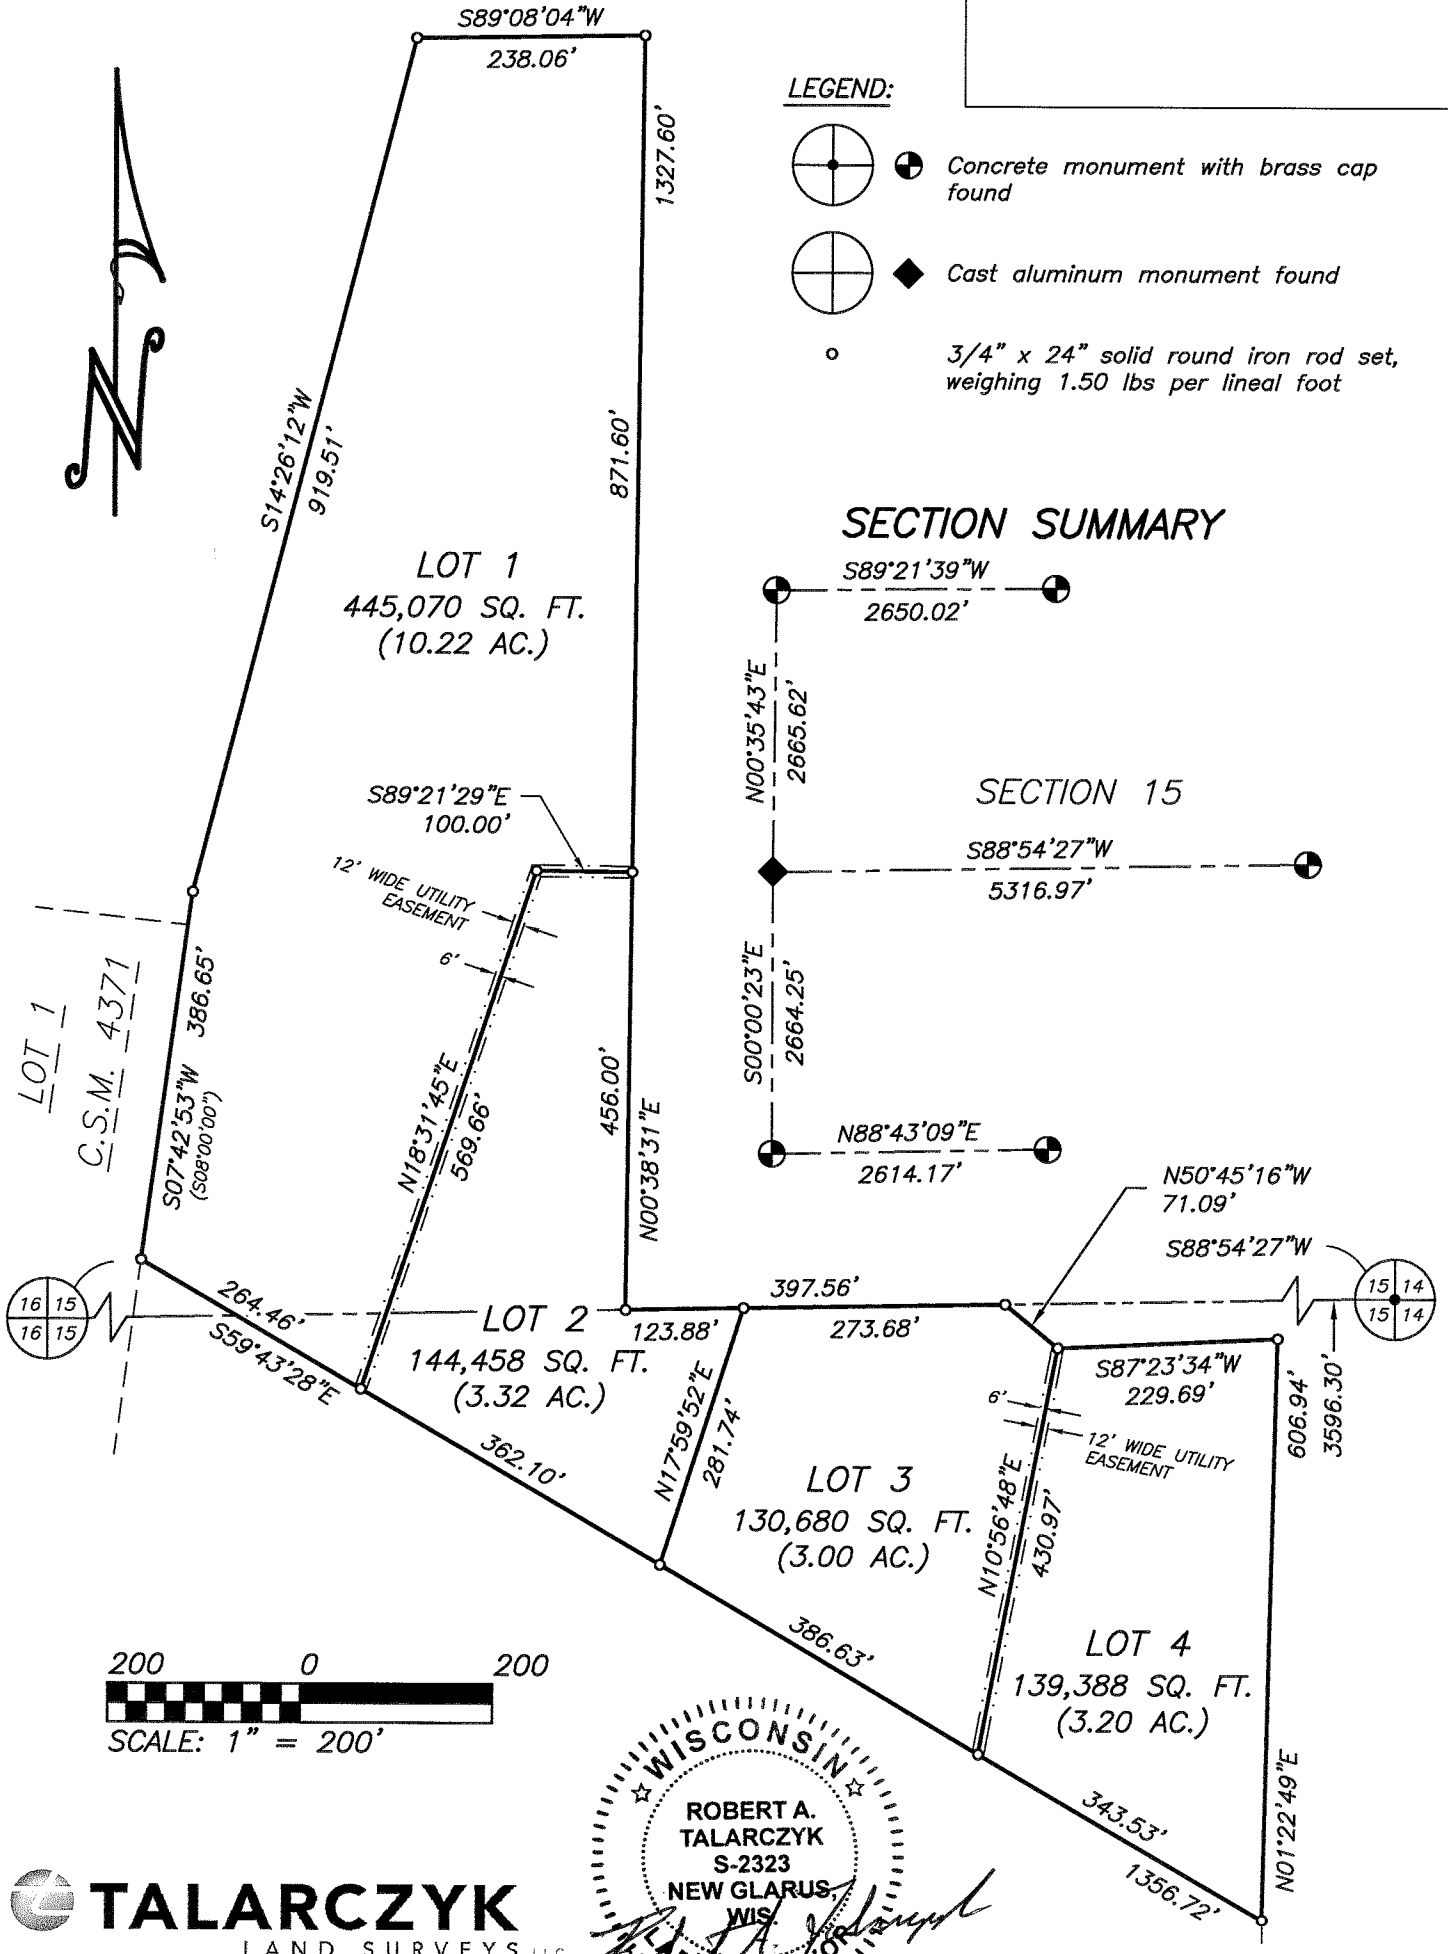 S89°08'04"W
238.06'
1327.60'
LEGEND:
Concrete monument with brass cap
found
Cast aluminum monument found
3/4" x 24" solid round iron rod set,
weighing 1.50 lbs per lineal foot
N
S14°26'12"W
919.51'
871.60'
LOT 1
445,070 SQ. FT.
(10.22 AC.)
SECTION SUMMARY
S89°21'39"W
2650.02'
N00°35'43"E
2665.62'
SECTION 15
S88°54'27"W
5316.97'
S00°00'23"E
2664.25'
N88°43'09"E
2614.17'
S89°21'29"E
100.00'
12' WIDE UTILITY
EASEMENT
6'
LOT 1
C.S.M. 4371
S07°42'53"W 386.65'
(S08°00'00")
N18°31'45"E
569.66'
456.00'
N00°38'31"E
N50°45'16"W
71.09'
S88°54'27"W
16 15
16 15
15 14
15 14
264.46'
S59°43'28"E
LOT 2
144,458 SQ. FT.
(3.32 AC.)
397.56'
123.88'
273.68'
S87°23'34"W
229.69'
606.94'
3596.30'
362.10'
N17°59'52"E
281.74'
6'
12' WIDE UTILITY
EASEMENT
LOT 3
130,680 SQ. FT.
(3.00 AC.)
N10°56'48"E
430.97'
386.63'
LOT 4
139,388 SQ. FT.
(3.20 AC.)
N01°22'49"E
343.53'
1356.72'
200 0 200
SCALE: 1" = 200'
WISCONSIN
ROBERT A.
TALARCZYK
S-2323
NEW GLARUS,
WIS.
TALARCZYK
LAND SURVEYS LLC